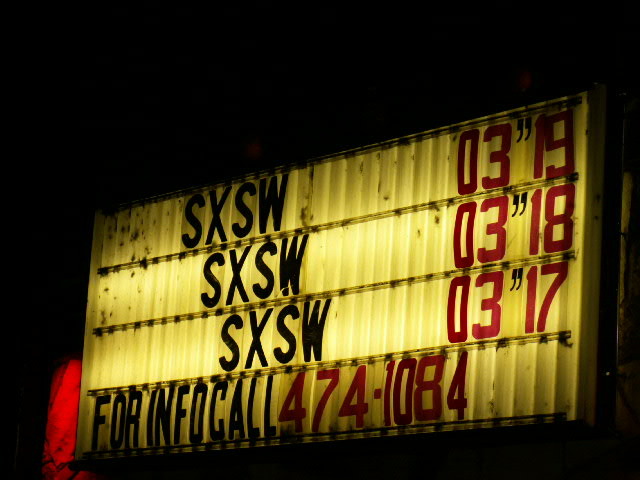 SXSW 03"19
SXSW 03"18
SXSW 03"17
FOR INFO CALL 474-1084